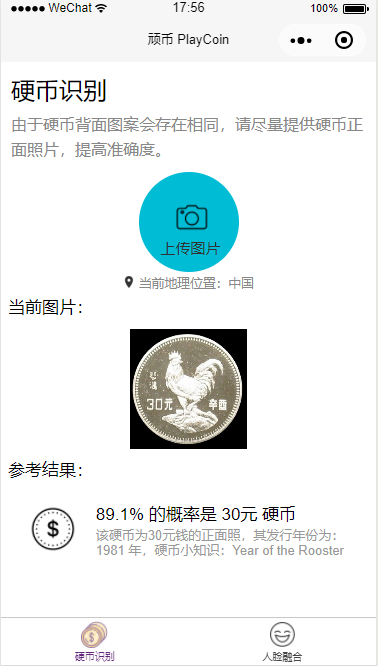 WeChat 17:56 100%
顽币 PlayCoin
硬币识别
由于硬币背面图案会存在相同，请尽量提供硬币正
面照片，提高准确度。
上传图片
当前地理位置：中国
当前图片：
30元 辛酉
参考结果：
89.1% 的概率是 30元 硬币
该硬币为30元钱的正面照，其发行年份为：
1981 年，硬币小知识：Year of the Rooster
$
硬币识别 人脸融合